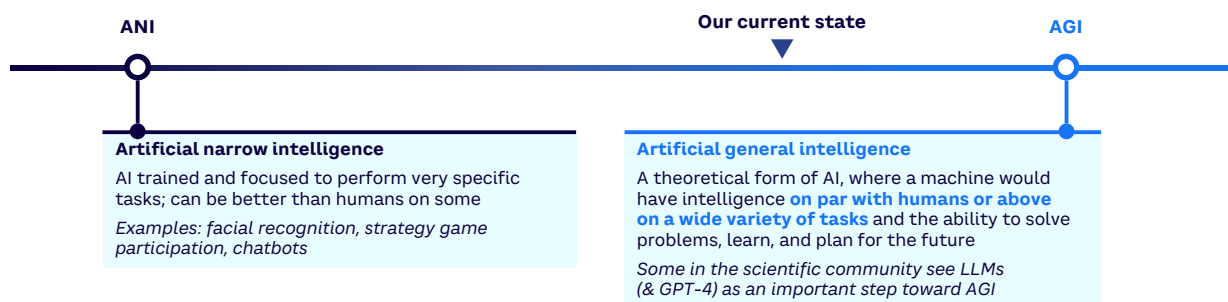 ANI
Our current state
AGI
Artificial narrow intelligence
AI trained and focused to perform very specific
tasks; can be better than humans on some
Examples: facial recognition, strategy game
participation, chatbots
Artificial general intelligence
A theoretical form of AI, where a machine would
have intelligence on par with humans or above
on a wide variety of tasks and the ability to solve
problems, learn, and plan for the future
Some in the scientific community see LLMs
(& GPT-4) as an important step toward AGI